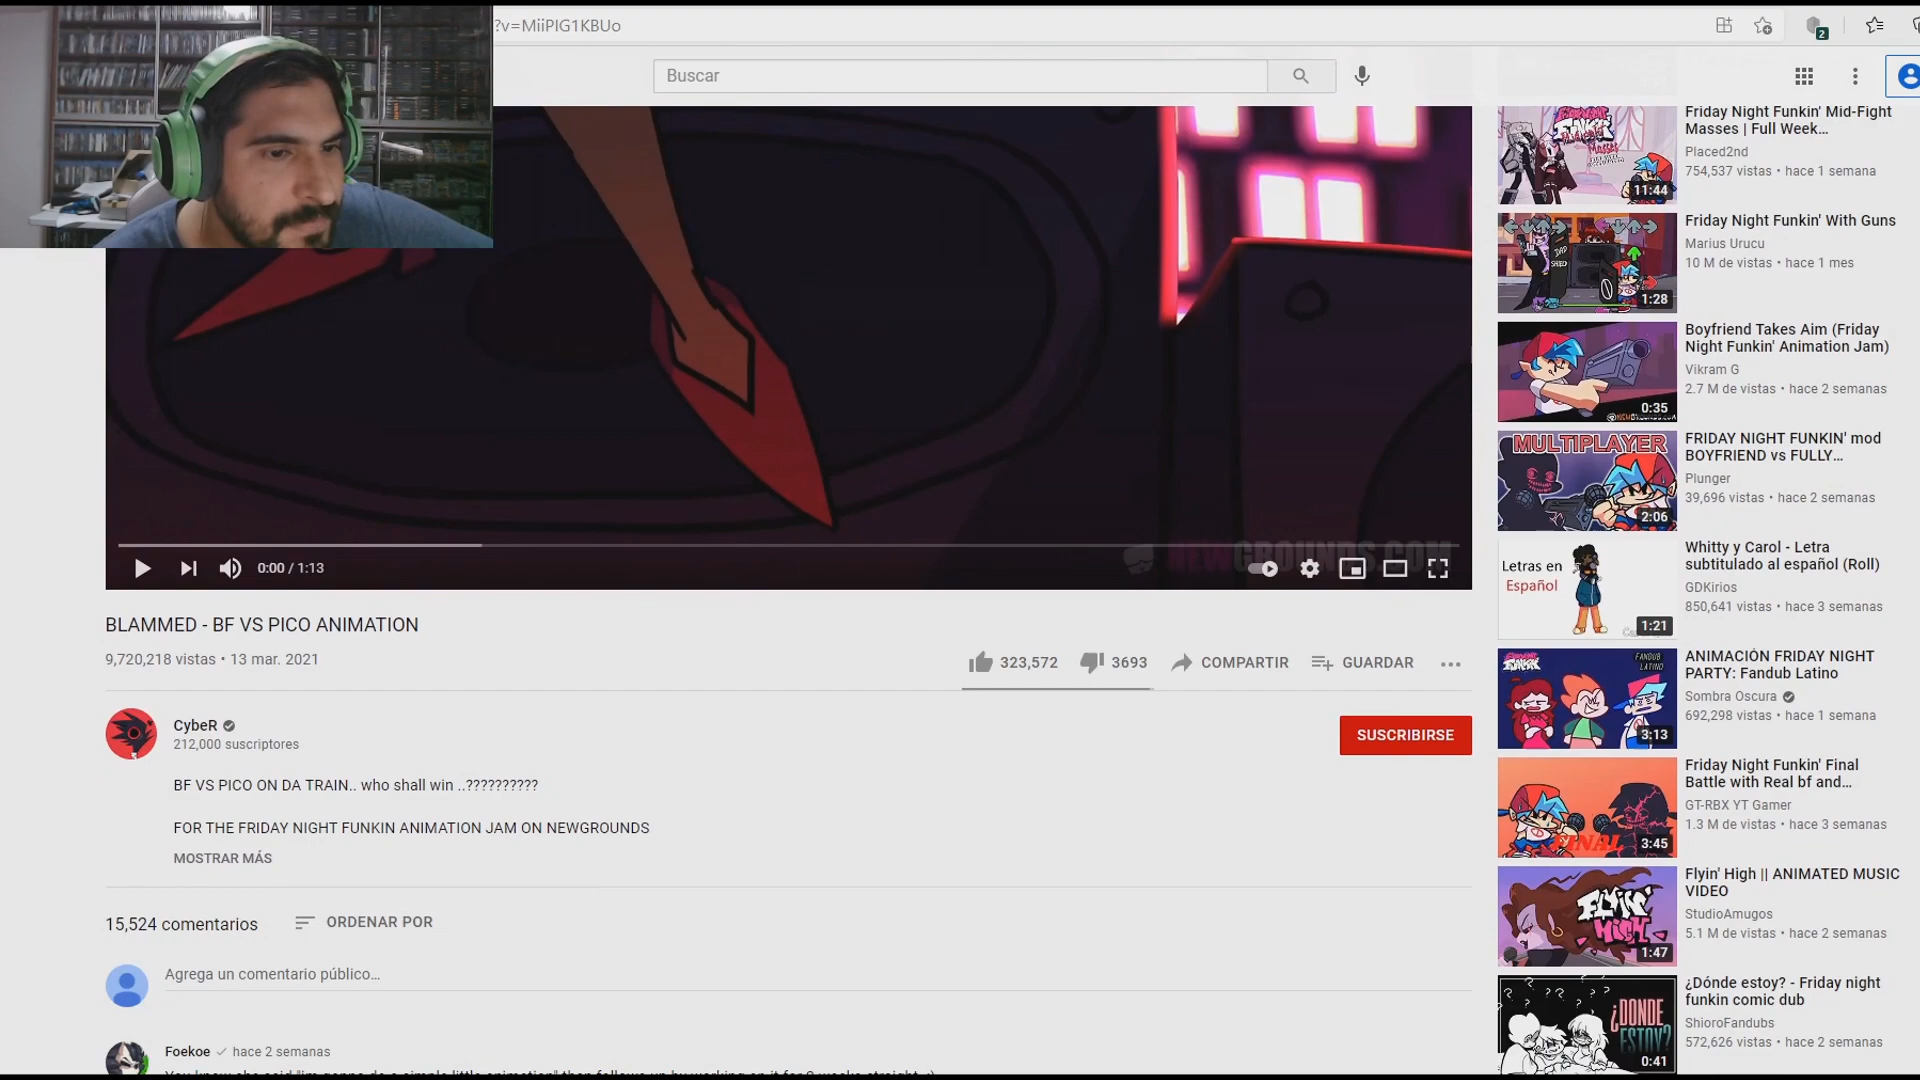 ?v=MiiPIG1KBUo
2
Buscar
NEWGROUNDS.COM
0:00 / 1:13
BLAMMED - BF VS PICO ANIMATION
9,720,218 vistas • 13 mar. 2021
323,572
3693
COMPARTIR
GUARDAR
CybeR
212,000 suscriptores
SUSCRIBIRSE
BF VS PICO ON DA TRAIN.. who shall win ..??????????
FOR THE FRIDAY NIGHT FUNKIN ANIMATION JAM ON NEWGROUNDS
MOSTRAR MÁS
15,524 comentarios
ORDENAR POR
Agrega un comentario público...
Foekoe
hace 2 semanas
Friday Night Funkin' Mid-Fight
Masses | Full Week...
Placed2nd
754,537 vistas • hace 1 semana
11:44
Friday Night Funkin' With Guns
Marius Urucu
10 M de vistas • hace 1 mes
1:28
Boyfriend Takes Aim (Friday
Night Funkin' Animation Jam)
Vikram G
2.7 M de vistas • hace 2 semanas
0:35
MULTIPLAYER
FRIDAY NIGHT FUNKIN' mod
BOYFRIEND vs FULLY...
Plunger
39,696 vistas • hace 2 semanas
2:06
Letras en
Español
Whitty y Carol - Letra
subtitulado al español (Roll)
GDKirios
850,641 vistas • hace 3 semanas
1:21
FANDUB
LATINO
ANIMACIÓN FRIDAY NIGHT
PARTY: Fandub Latino
Sombra Oscura
692,298 vistas • hace 1 semana
3:13
FINAL
Friday Night Funkin' Final
Battle with Real bf and...
GT-RBX YT Gamer
1.3 M de vistas • hace 3 semanas
3:45
FLYIN'
HIGH
Flyin' High || ANIMATED MUSIC
VIDEO
StudioAmugos
5.1 M de vistas • hace 2 semanas
1:47
¿DONDE
ESTOY?
¿Dónde estoy? - Friday night
funkin comic dub
ShioroFandubs
572,626 vistas • hace 2 semanas
0:41